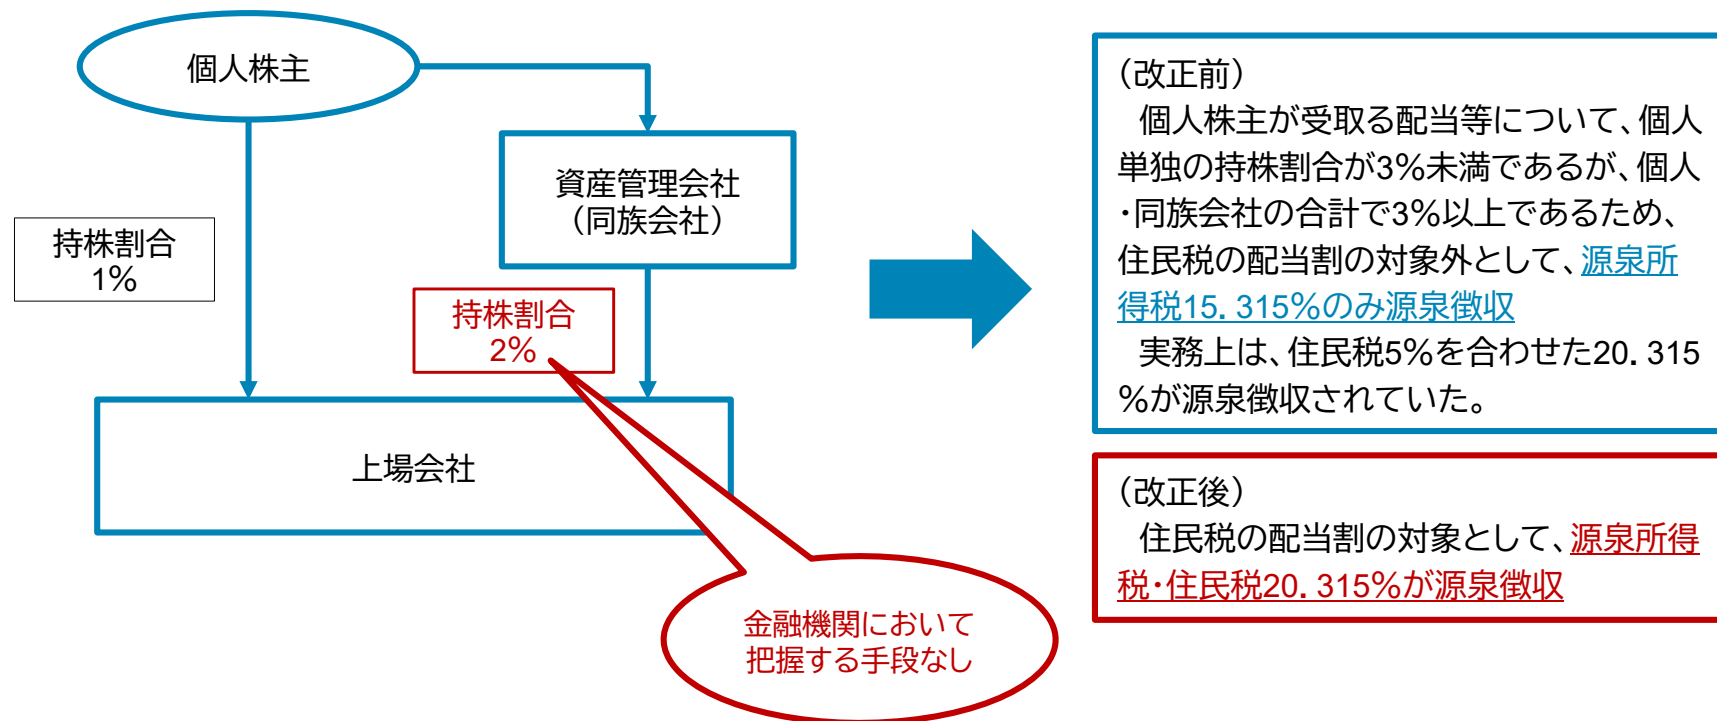 個人株主
資産管理会社
（同族会社）
持株割合
1%
持株割合
2%
上場会社
金融機関において
把握する手段なし
（改正前）
個人株主が受取る配当等について、個人
単独の持株割合が3％未満であるが、個人
・同族会社の合計で3％以上であるため、
住民税の配当割の対象外として、源泉所
得税15．315％のみ源泉徴収
実務上は、住民税5％を合わせた20．315
％が源泉徴収されていた。
（改正後）
住民税の配当割の対象として、源泉所得
税・住民税20．315％が源泉徴収